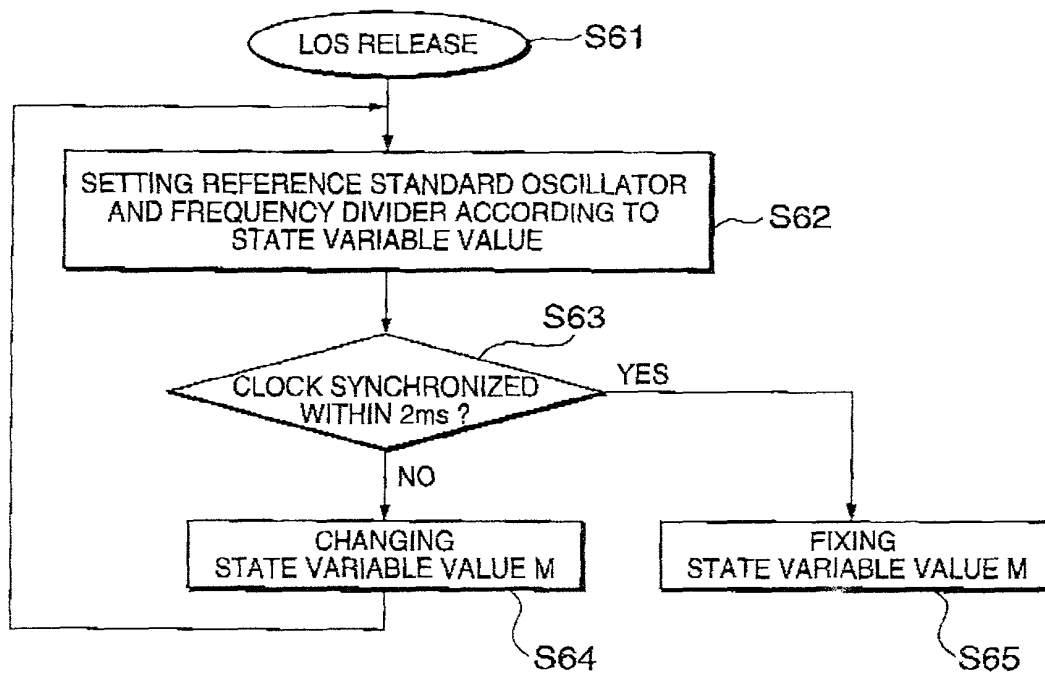 LOS RELEASE
S61
SETTING REFERENCE STANDARD OSCILLATOR
AND FREQUENCY DIVIDER ACCORDING TO
STATE VARIABLE VALUE
S62
S63
CLOCK SYNCHRONIZED
WITHIN 2ms ?
YES
NO
CHANGING
STATE VARIABLE VALUE M
S64
FIXING
STATE VARIABLE VALUE M
S65